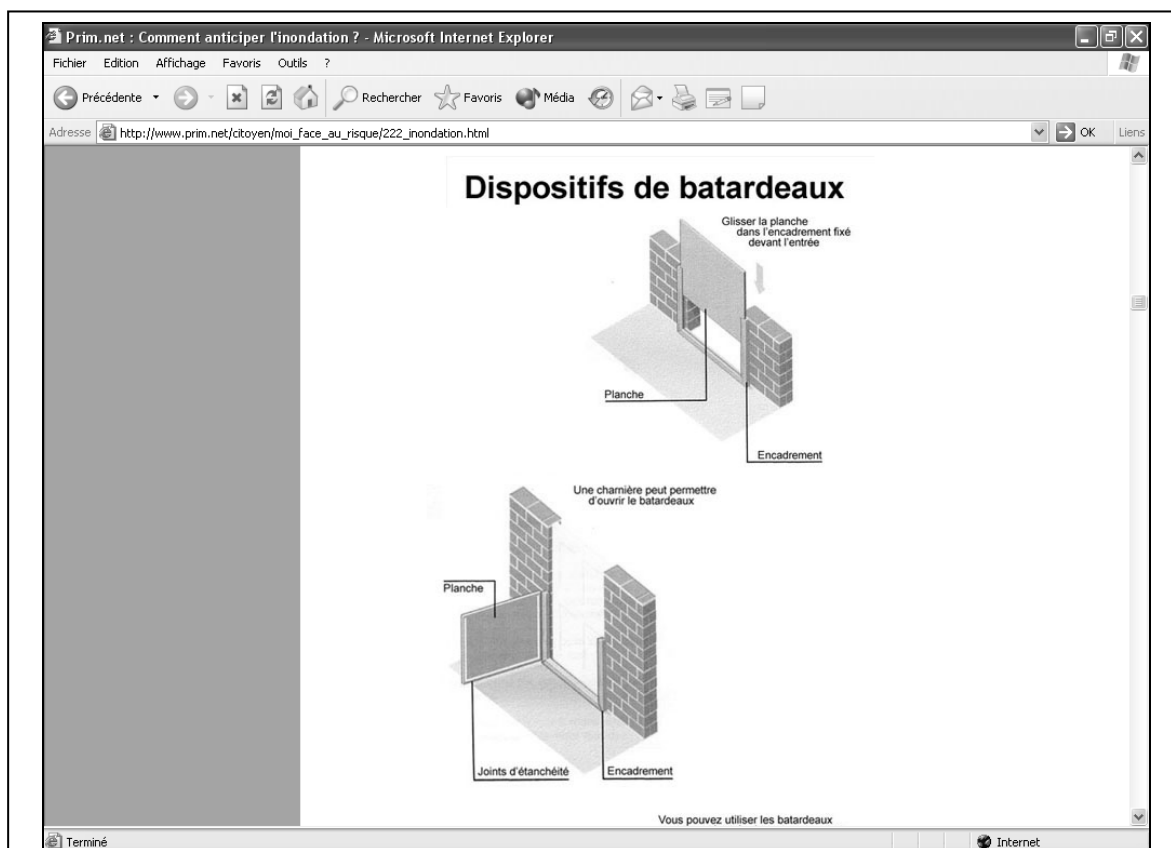 Prim.net : Comment anticiper l'inondation ? - Microsoft Internet Explorer
Fichier Edition Affichage Favoris Outils ?
Précédente Rechercher Favoris Média
Adresse http://www.prim.net/citoyen/moi_face_au_risque/222_inondation.html OK Liens
Dispositifs de batardeaux
Glisser la planche
dans l'encadrement fixé
devant l'entrée
Planche
Encadrement
Une charnière peut permettre
d'ouvrir le batardeaux
Planche
Joints d'étanchéité
Encadrement
Vous pouvez utiliser les batardeaux
Terminé Internet